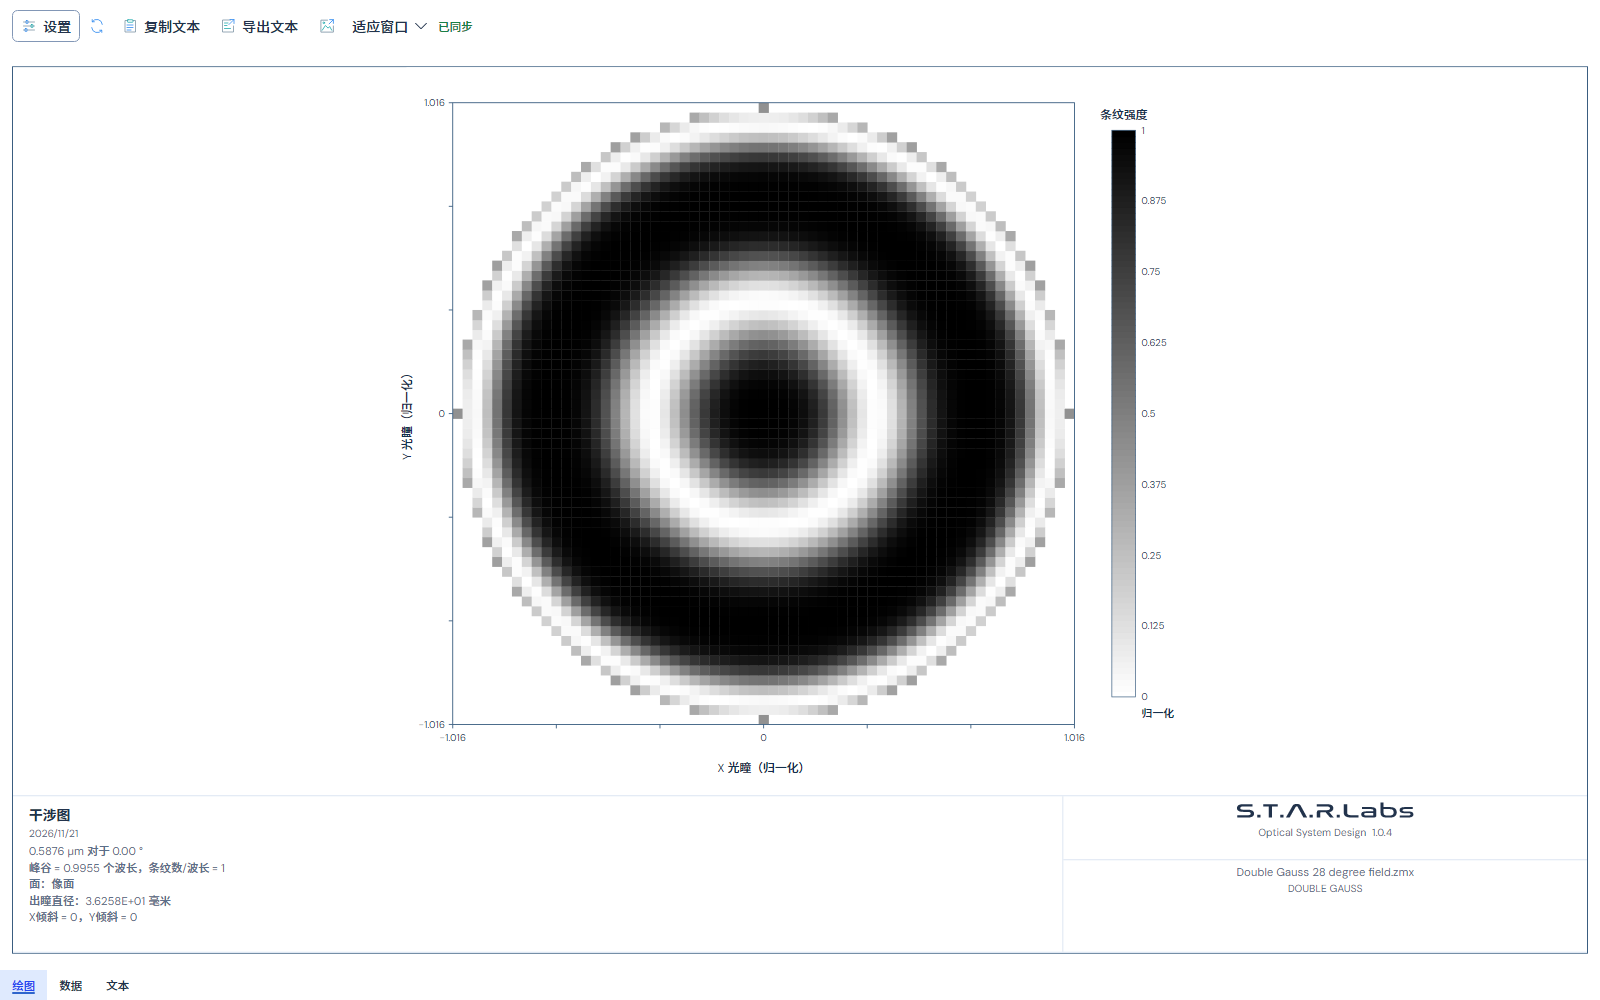 设置 复制文本 导出文本 适应窗口 已同步
条纹强度
1
0.875
0.75
0.625
0.5
0.375
0.25
0.125
0
归一化
1.016
0
-1.016
Y 光瞳（归一化）
-1.016 0 1.016
X 光瞳（归一化）
干涉图
2026/11/21
0.5876 µm 对于 0.00 °
峰谷 = 0.9955 个波长，条纹数/波长 = 1
面：像面
出瞳直径：3.6258E+01 毫米
X倾斜 = 0，Y倾斜 = 0
S.T.A.R.Labs
Optical System Design 1.0.4
Double Gauss 28 degree field.zmx
DOUBLE GAUSS
绘图 数据 文本